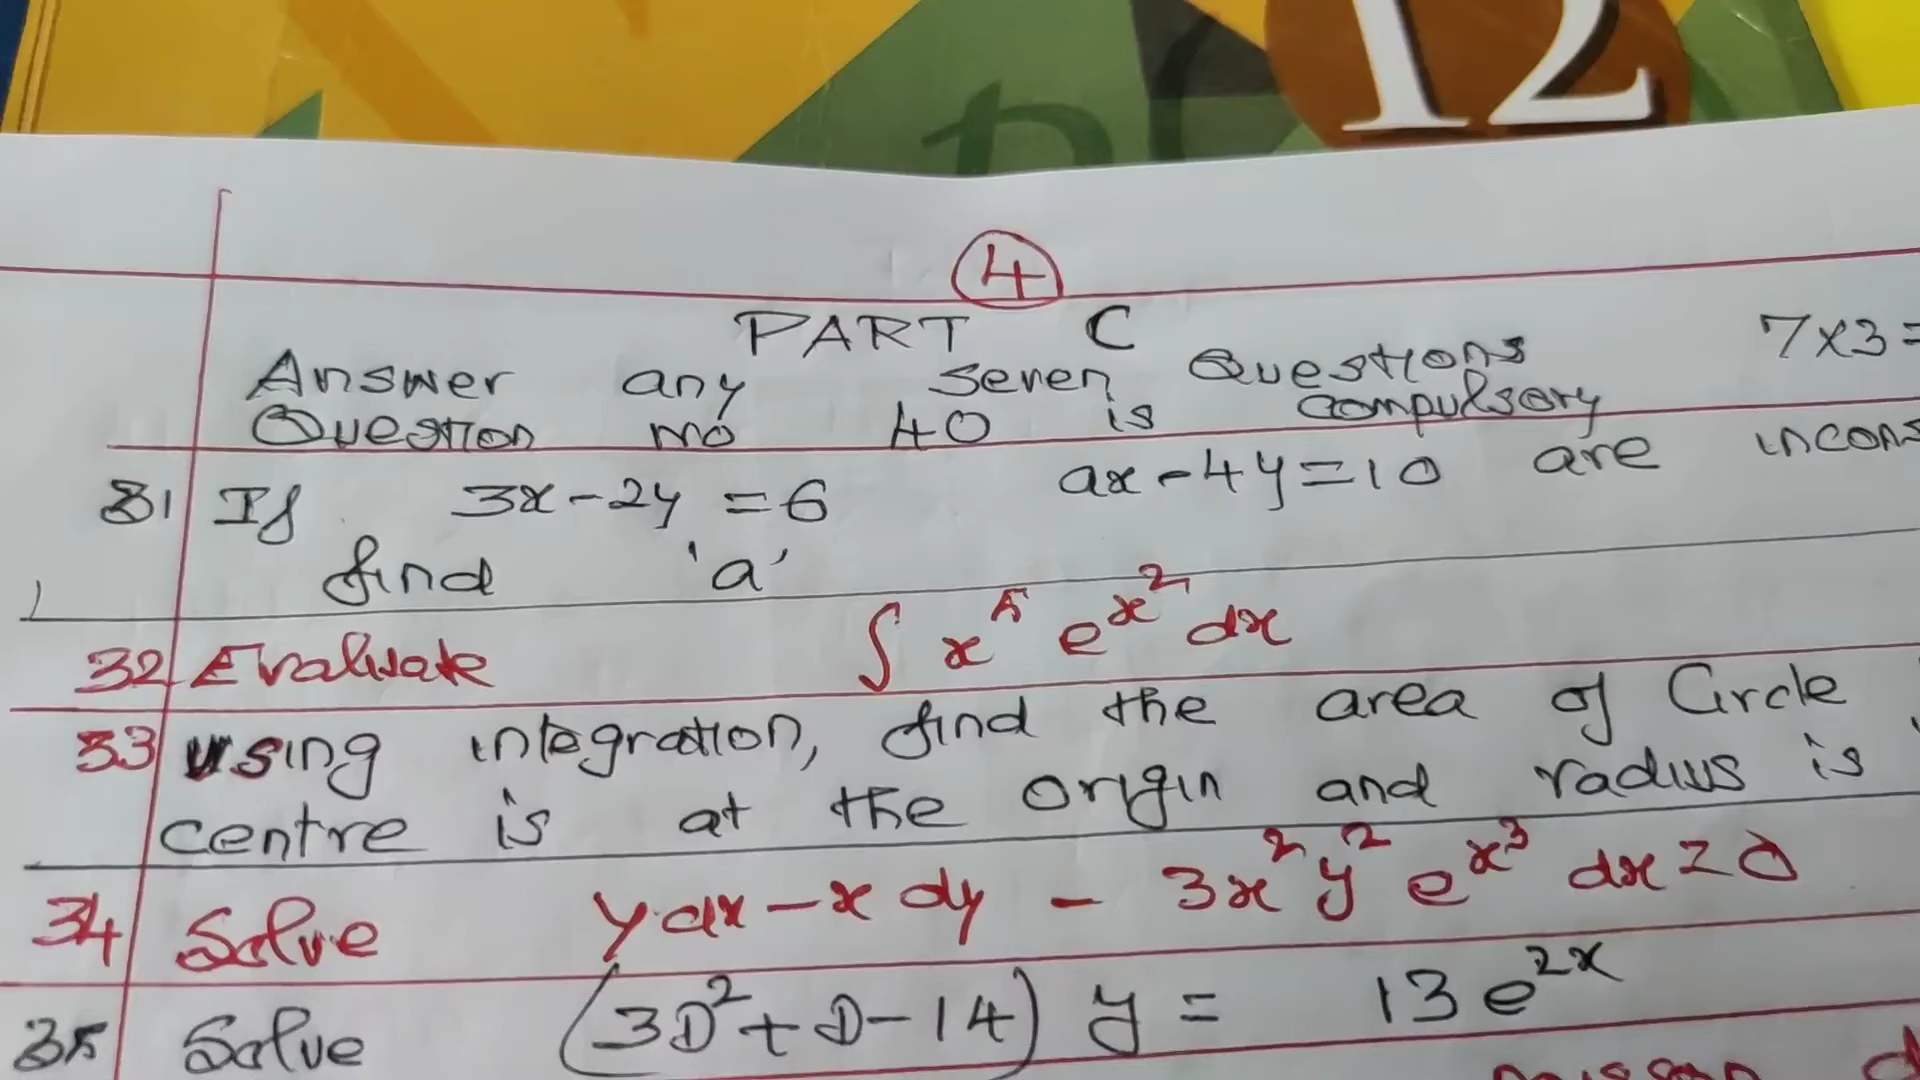 12
4
PART C
7x3=
Answer any seven Questions
Question no 40 is compulsory
31 If 3x-2y=6 ax-4y=10 are incons
find 'a'
32 Evaluate ∫ x⁵ e^x² dx
33 using integration, find the area of Circle
centre is at the origin and radius is
34 Solve ydx-x dy - 3x²y² e^x³ dx=0
35 Solve (3D²+D-14) y = 13 e^2x